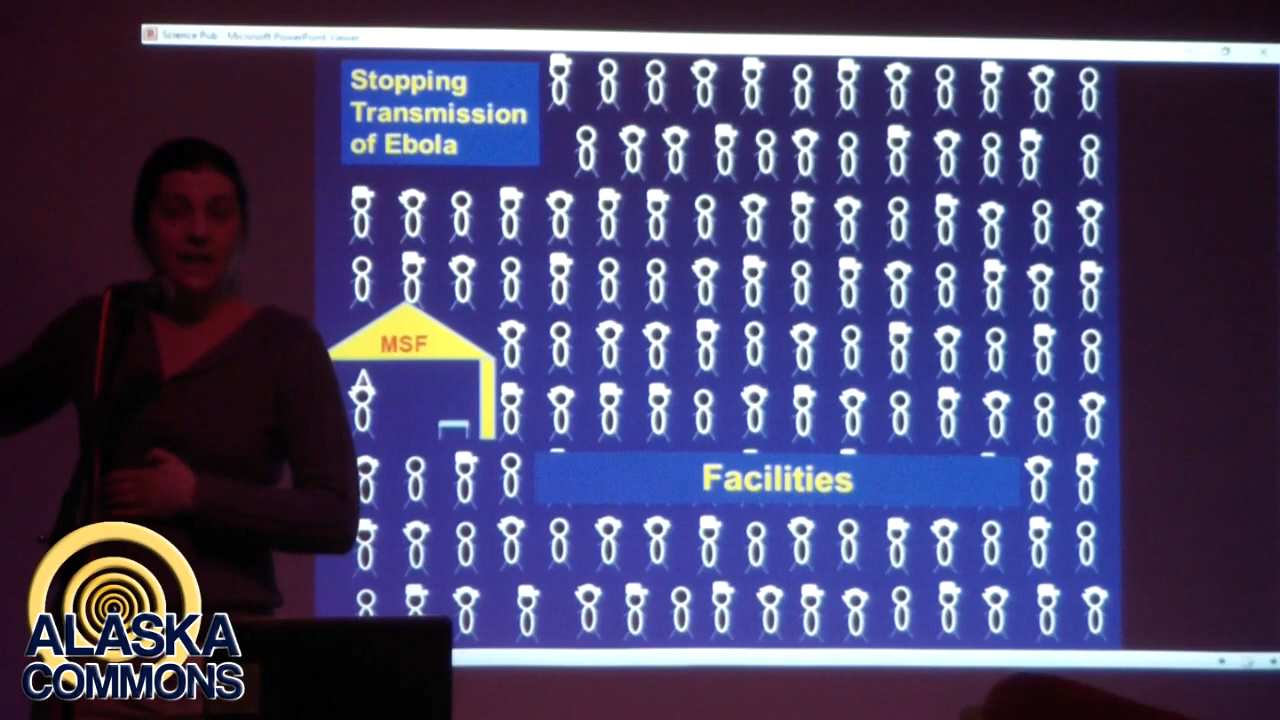 Science Pub - Microsoft PowerPoint Viewer
Stopping
Transmission
of Ebola
MSF
Facilities
ALASKA
COMMONS